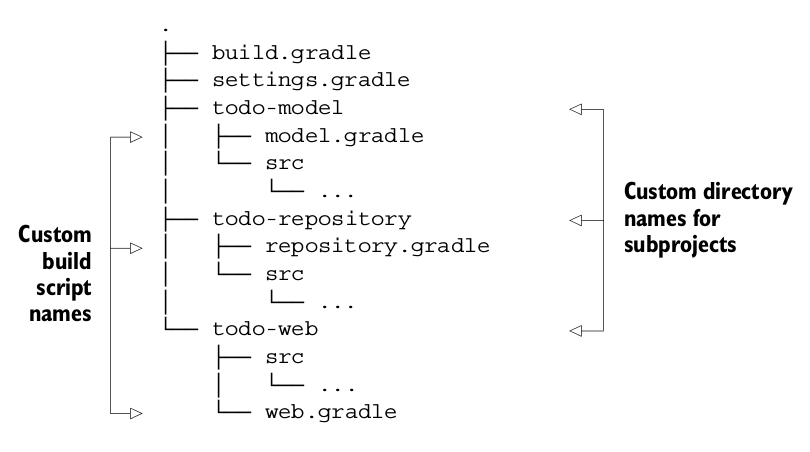 .
├── build.gradle
├── settings.gradle
├── todo-model
│   ├── model.gradle
│   └── src
│       └── ...
├── todo-repository
│   ├── repository.gradle
│   └── src
│       └── ...
└── todo-web
    ├── src
    │   └── ...
    └── web.gradle
Custom
build
script
names
Custom directory
names for
subprojects